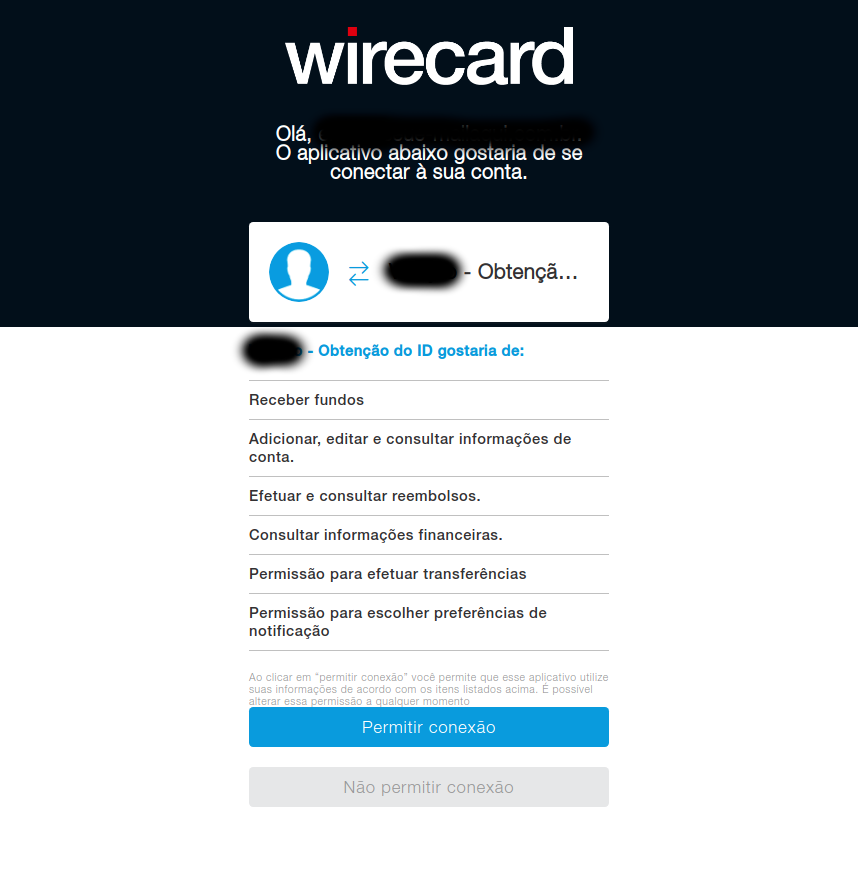 wirecard
Olá,
O aplicativo abaixo gostaria de se
conectar à sua conta.
- Obtençã...
- Obtenção do ID gostaria de:
Receber fundos
Adicionar, editar e consultar informações de
conta.
Efetuar e consultar reembolsos.
Consultar informações financeiras.
Permissão para efetuar transferências
Permissão para escolher preferências de
notificação
Ao clicar em "permitir conexão" você permite que esse aplicativo utilize
suas informações de acordo com os itens listados acima. É possível
alterar essa permissão a qualquer momento
Permitir conexão
Não permitir conexão